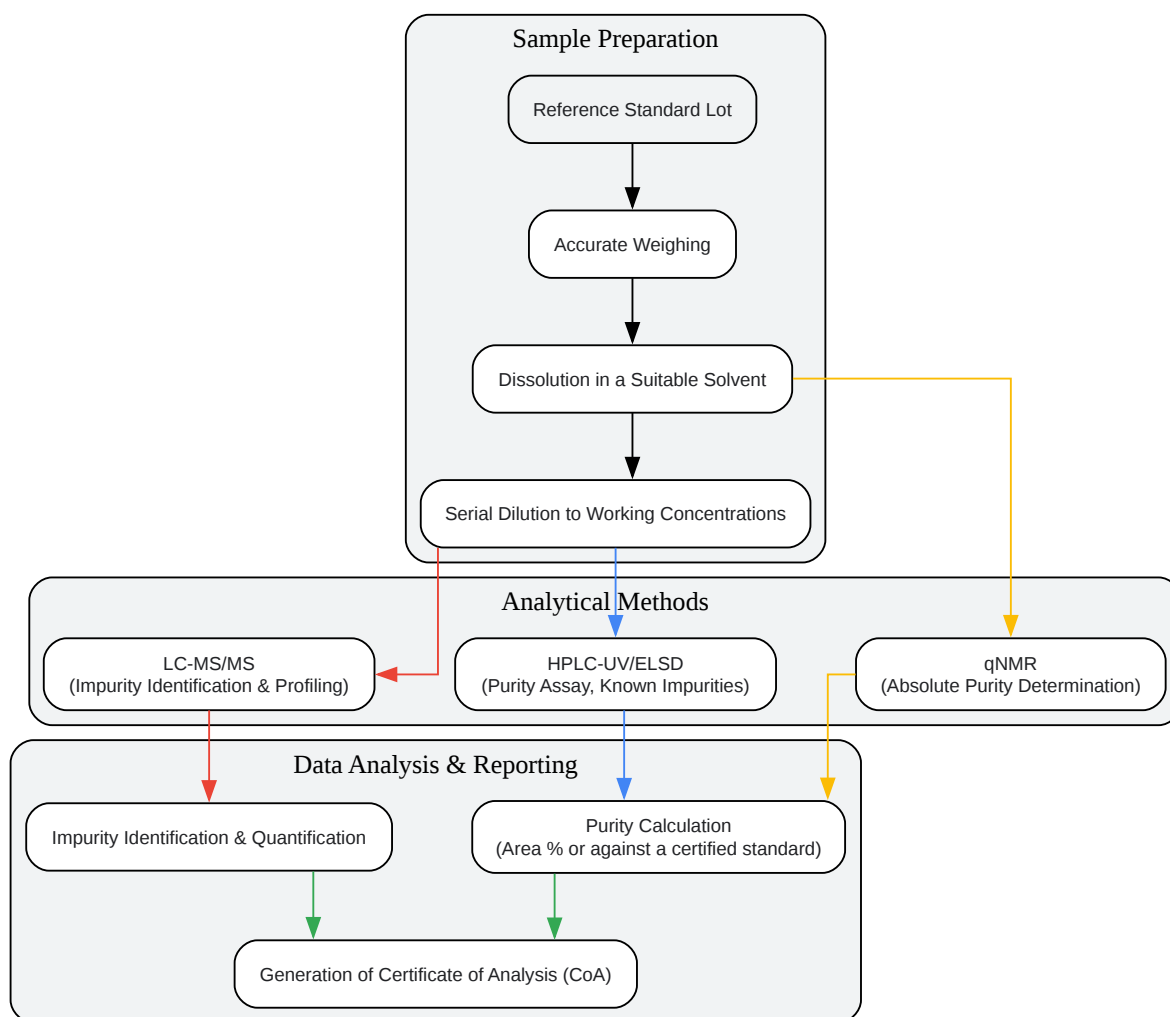 Sample Preparation
Reference Standard Lot
Accurate Weighing
Dissolution in a Suitable Solvent
Serial Dilution to Working Concentrations
Analytical Methods
LC-MS/MS
(Impurity Identification & Profiling)
HPLC-UV/ELSD
(Purity Assay, Known Impurities)
qNMR
(Absolute Purity Determination)
Data Analysis & Reporting
Impurity Identification & Quantification
Purity Calculation
(Area % or against a certified standard)
Generation of Certificate of Analysis (CoA)